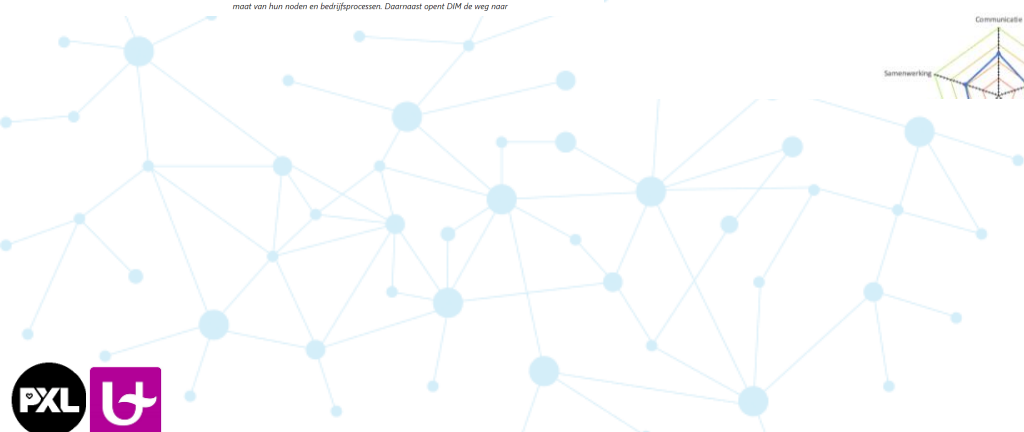 maat van hun noden en bedrijfsprocessen. Daarnaast opent DIM de weg naar
Communicatie
Samenwerking
PXL